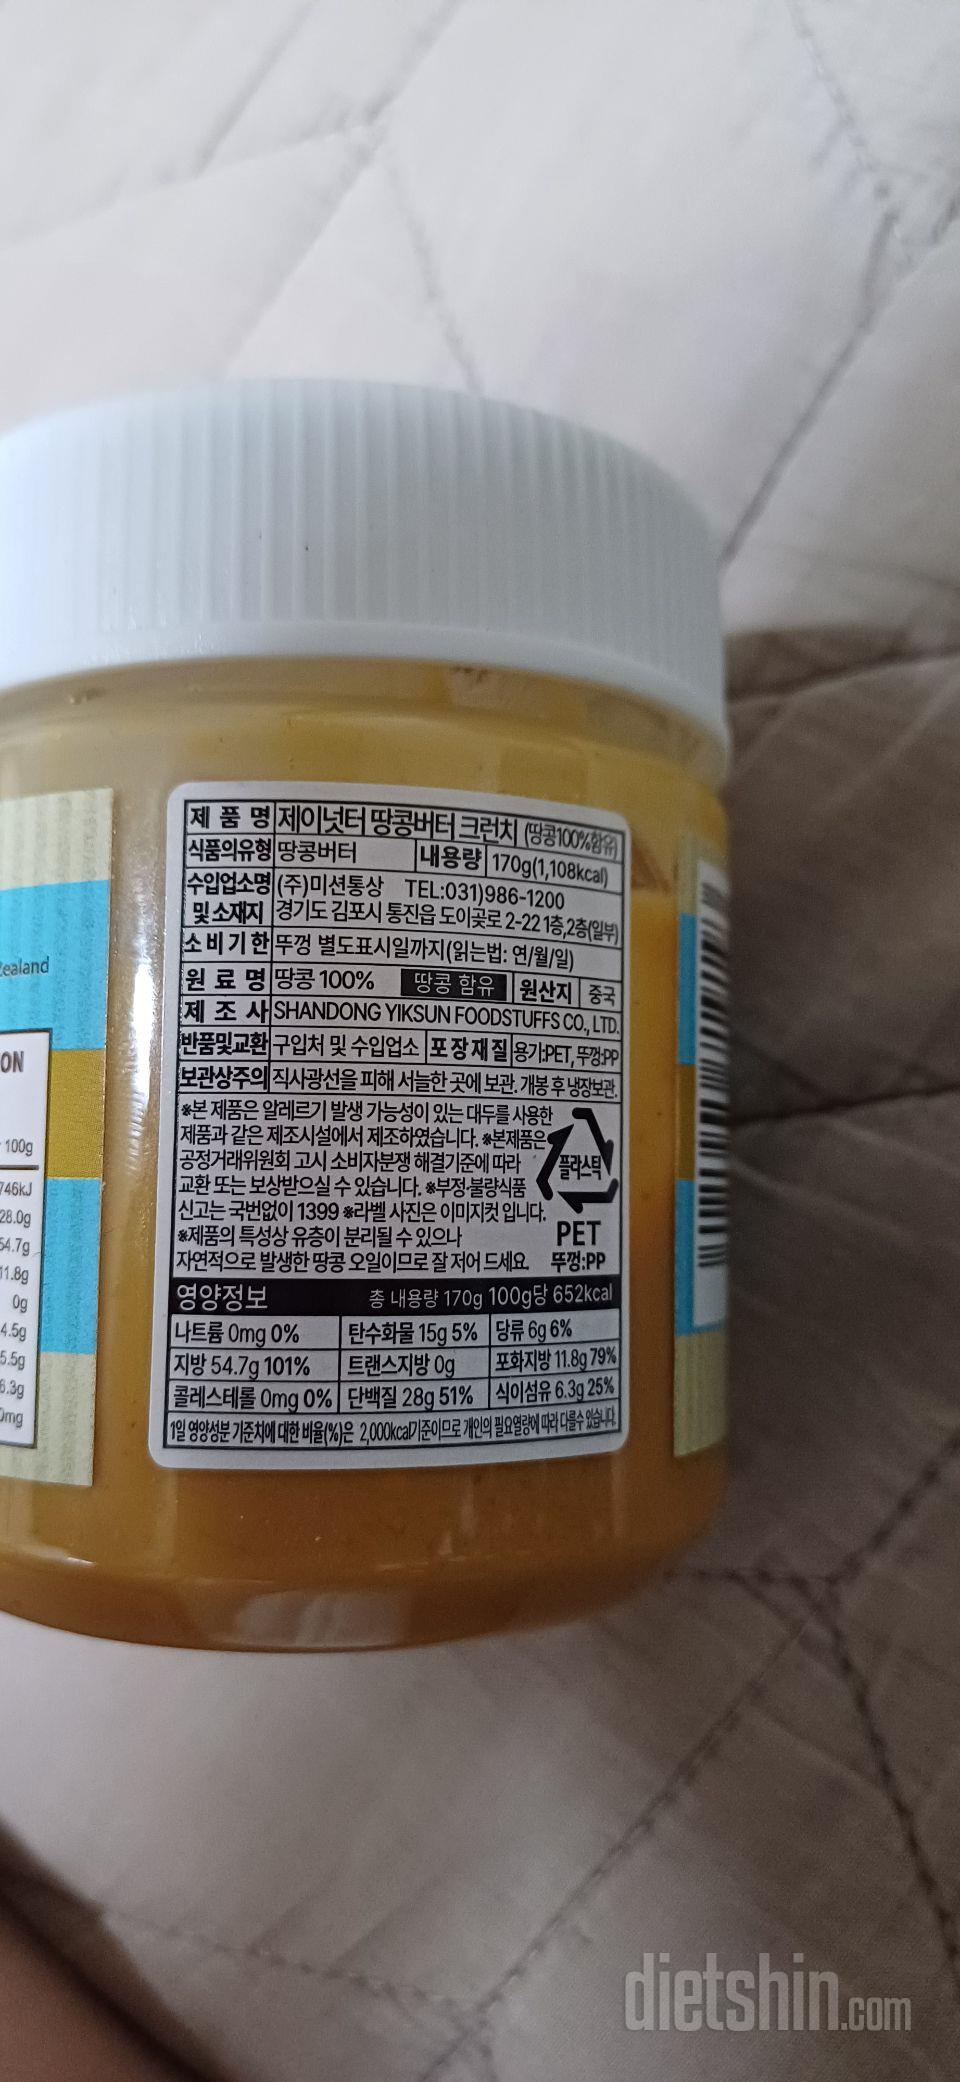 Zealand
ON
100g
746kJ
28.0g
54.7g
11.8g
0g
4.5g
5.5g
6.3g
0mg
제 품 명 제이넛터 땅콩버터 크런치 (땅콩100%함유)
식품의유형 땅콩버터 내용량 170g(1,108kcal)
수입업소명 및 소재지 (주)미션통상 TEL:031)986-1200
경기도 김포시 통진읍 도이곶로 2-22 1층,2층(일부)
소비기한 뚜껑 별도표시일까지(읽는법: 연/월/일)
원 료 명 땅콩 100% 땅콩 함유 원산지 중국
제 조 사 SHANDONG YIKSUN FOODSTUFFS CO., LTD.
반품및교환 구입처 및 수입업소 포장재질 용기:PET, 뚜껑:PP
보관상주의 직사광선을 피해 서늘한 곳에 보관. 개봉 후 냉장보관.
※본 제품은 알레르기 발생 가능성이 있는 대두를 사용한
제품과 같은 제조시설에서 제조하였습니다. ※본제품은
공정거래위원회 고시 소비자분쟁 해결기준에 따라
교환 또는 보상받으실 수 있습니다. ※부정·불량식품
신고는 국번없이 1399 ※라벨 사진은 이미지컷 입니다.
※제품의 특성상 유층이 분리될 수 있으나
자연적으로 발생한 땅콩 오일이므로 잘 저어 드세요.
플라스틱
PET
뚜껑:PP
영양정보 총 내용량 170g 100g당 652kcal
나트륨 0mg 0% 탄수화물 15g 5% 당류 6g 6%
지방 54.7g 101% 트랜스지방 0g 포화지방 11.8g 79%
콜레스테롤 0mg 0% 단백질 28g 51% 식이섬유 6.3g 25%
1일 영양성분 기준치에 대한 비율(%)은 2,000kcal기준이므로 개인의 필요열량에 따라 다를수 있습니다.
dietshin.com